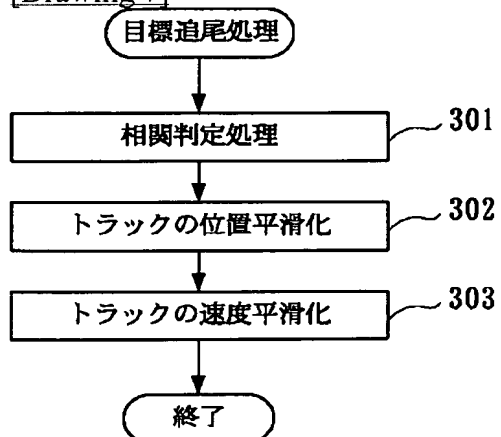 目標追尾処理
相関判定処理
301
トラックの位置平滑化
302
トラックの速度平滑化
303
終了